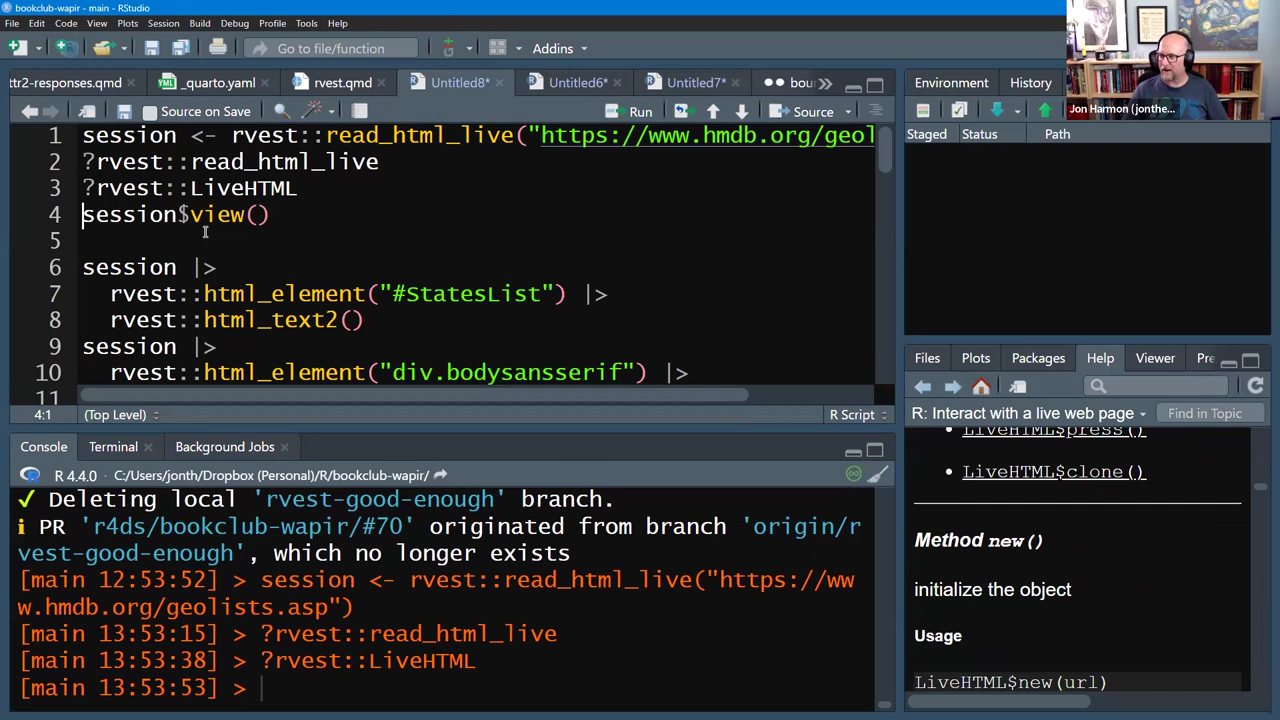 bookclub-wapir - main - RStudio
File Edit Code View Plots Session Build Debug Profile Tools Help
Go to file/function
Addins
ttr2-responses.qmd
_quarto.yaml
rvest.qmd*
Untitled8*
Untitled6*
Untitled7*
bou
Source on Save
Run
Source
1 session <- rvest::read_html_live("https://www.hmdb.org/geol
2 ?rvest::read_html_live
3 ?rvest::LiveHTML
4 session$view()
5
6 session |>
7 rvest::html_element("#StatesList") |>
8 rvest::html_text2()
9 session |>
10 rvest::html_element("div.bodysansserif") |>
11
4:1 (Top Level) R Script
Console Terminal Background Jobs
R 4.4.0 · C:/Users/jonth/Dropbox (Personal)/R/bookclub-wapir/
✔ Deleting local 'rvest-good-enough' branch.
ℹ PR 'r4ds/bookclub-wapir/#70' originated from branch 'origin/r
vest-good-enough', which no longer exists
[main 12:53:52] > session <- rvest::read_html_live("https://ww
w.hmdb.org/geolists.asp")
[main 13:53:15] > ?rvest::read_html_live
[main 13:53:38] > ?rvest::LiveHTML
[main 13:53:53] >
Jon Harmon (jonthe...
Environment History
Staged Status Path
Files Plots Packages Help Viewer Pre
R: Interact with a live web page Find in Topic
• LiveHTML$press()
• LiveHTML$clone()
Method new()
initialize the object
Usage
LiveHTML$new(url)